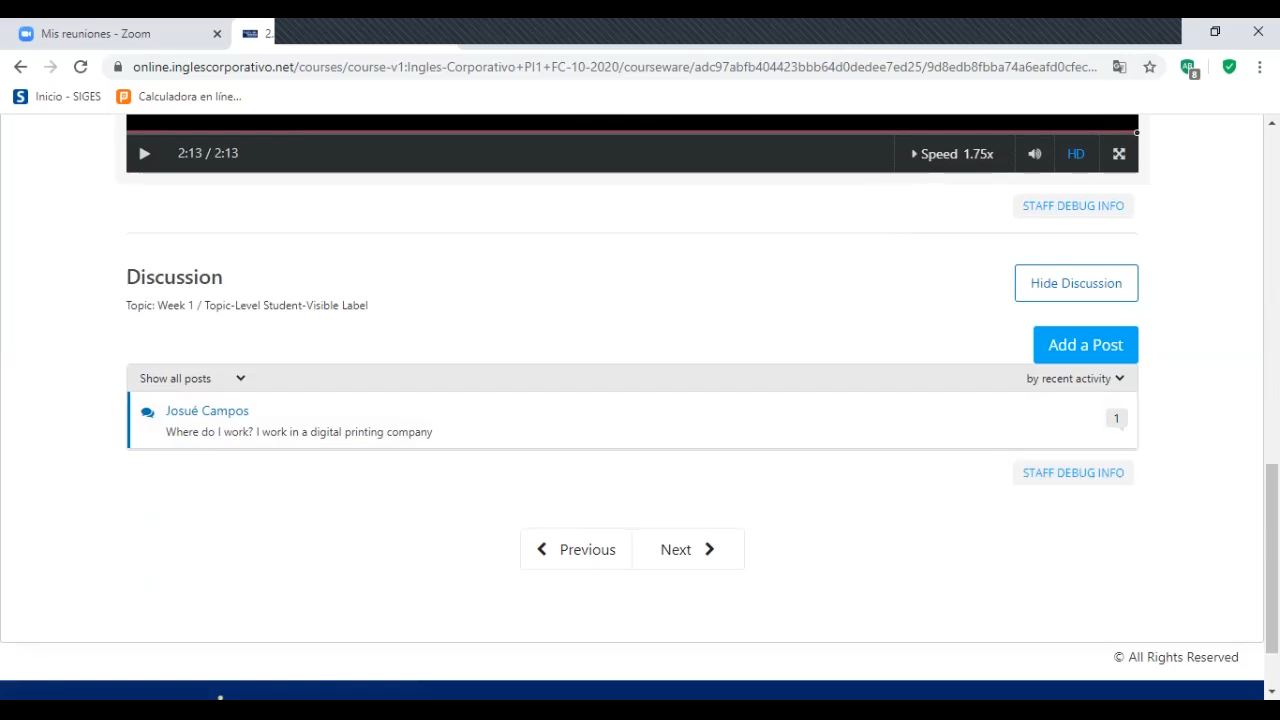 Mis reuniones - Zoom
2.
online.inglescorporativo.net/courses/course-v1:Ingles-Corporativo+PI1+FC-10-2020/courseware/adc97abfb404423bbb64d0dedee7ed25/9d8edb8fbba74a6eafd0cfec...
8
Inicio - SIGES
Calculadora en líne...
2:13 / 2:13
Speed 1.75x
HD
STAFF DEBUG INFO
Discussion
Hide Discussion
Topic: Week 1 / Topic-Level Student-Visible Label
Add a Post
Show all posts
by recent activity
Josué Campos
1
Where do I work? I work in a digital printing company
STAFF DEBUG INFO
Previous
Next
© All Rights Reserved